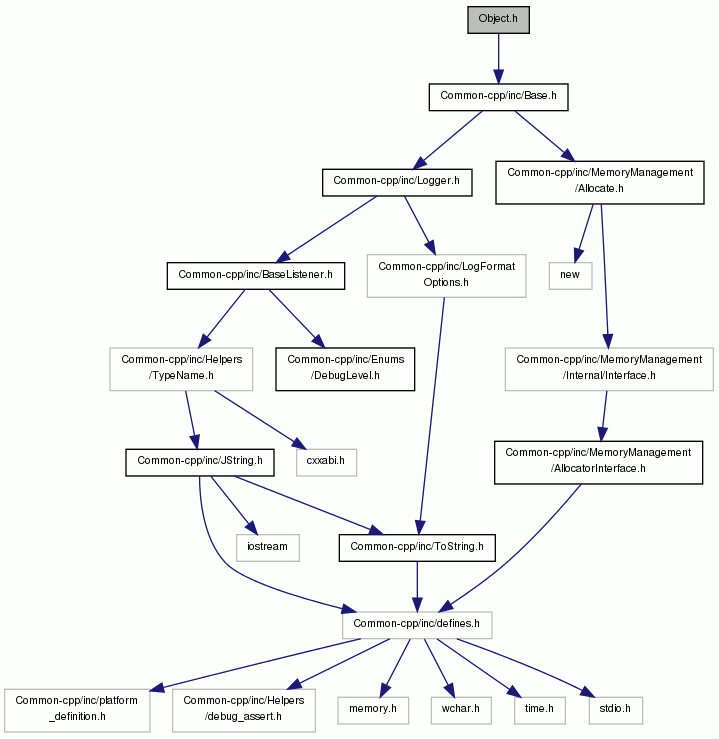 Object.h
Common-cpp/inc/Base.h
Common-cpp/inc/Logger.h
Common-cpp/inc/MemoryManagement
/Allocate.h
Common-cpp/inc/BaseListener.h
Common-cpp/inc/LogFormat
Options.h
new
Common-cpp/inc/Helpers
/TypeName.h
Common-cpp/inc/Enums
/DebugLevel.h
Common-cpp/inc/MemoryManagement
/Internal/Interface.h
Common-cpp/inc/JString.h
cxxabi.h
Common-cpp/inc/MemoryManagement
/AllocatorInterface.h
iostream
Common-cpp/inc/ToString.h
Common-cpp/inc/defines.h
Common-cpp/inc/platform
_definition.h
Common-cpp/inc/Helpers
/debug_assert.h
memory.h
wchar.h
time.h
stdio.h